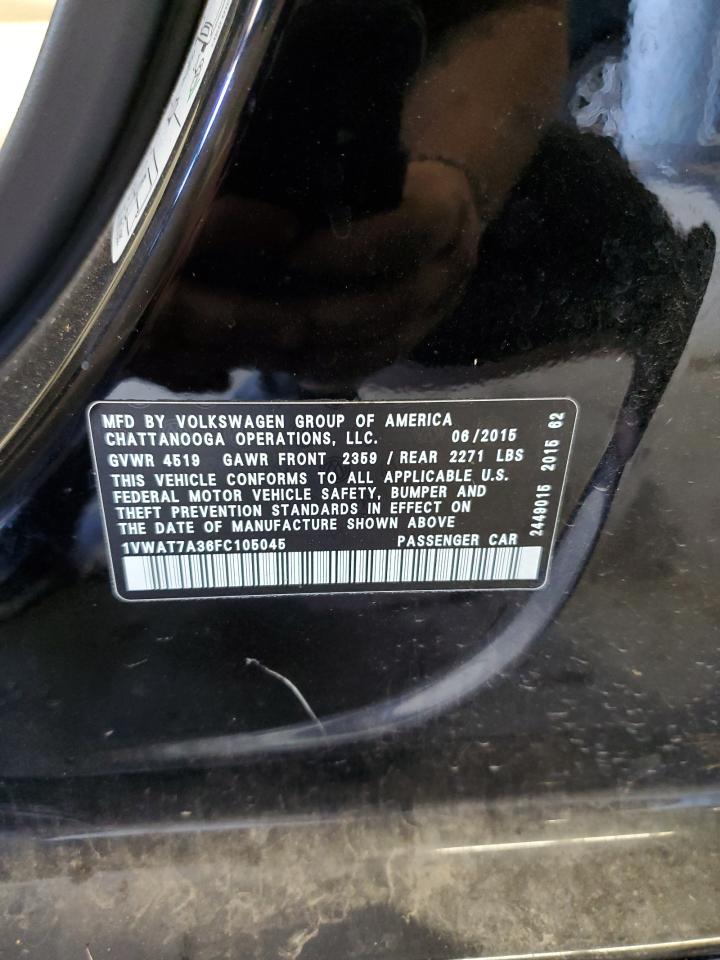 MFD BY VOLKSWAGEN GROUP OF AMERICA
CHATTANOOGA OPERATIONS, LLC. 06/2015
GVWR 4519 GAWR FRONT 2359 / REAR 2271 LBS
THIS VEHICLE CONFORMS TO ALL APPLICABLE U.S.
FEDERAL MOTOR VEHICLE SAFETY, BUMPER AND
THEFT PREVENTION STANDARDS IN EFFECT ON
THE DATE OF MANUFACTURE SHOWN ABOVE
1VWAT7A36FC105045 PASSENGER CAR
2449015 2015 62